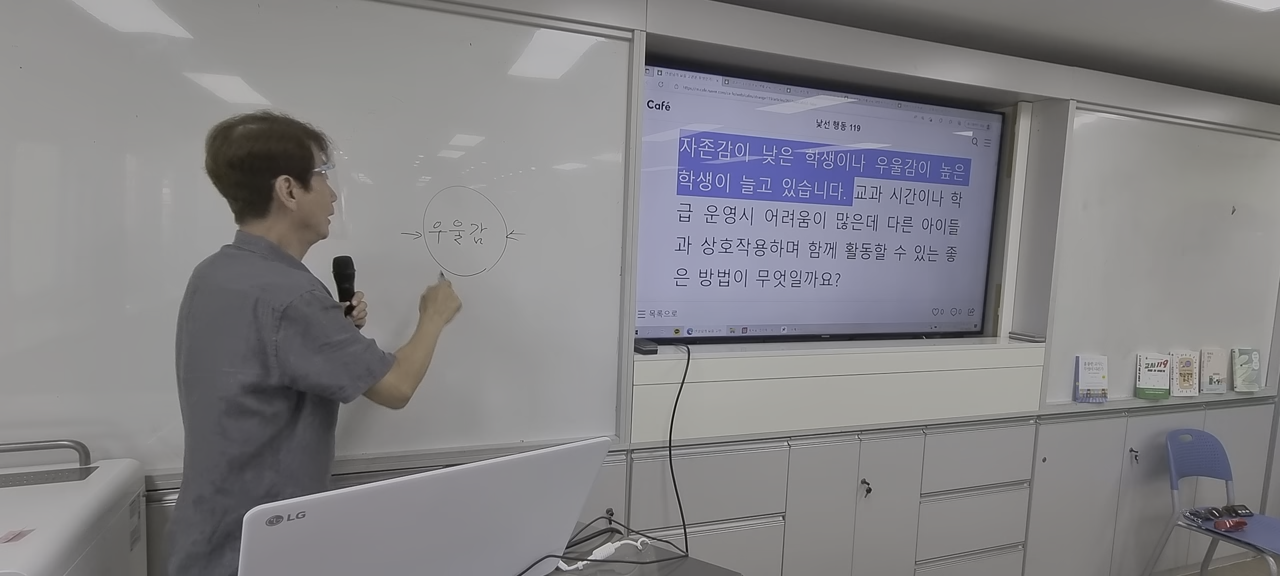 우울감
Café
낯선 행동 119
자존감이 낮은 학생이나 우울감이 높은
학생이 늘고 있습니다. 교과 시간이나 학
급 운영시 어려움이 많은데 다른 아이들
과 상호작용하며 함께 활동할 수 있는 좋
은 방법이 무엇일까요?
목록으로
LG
119